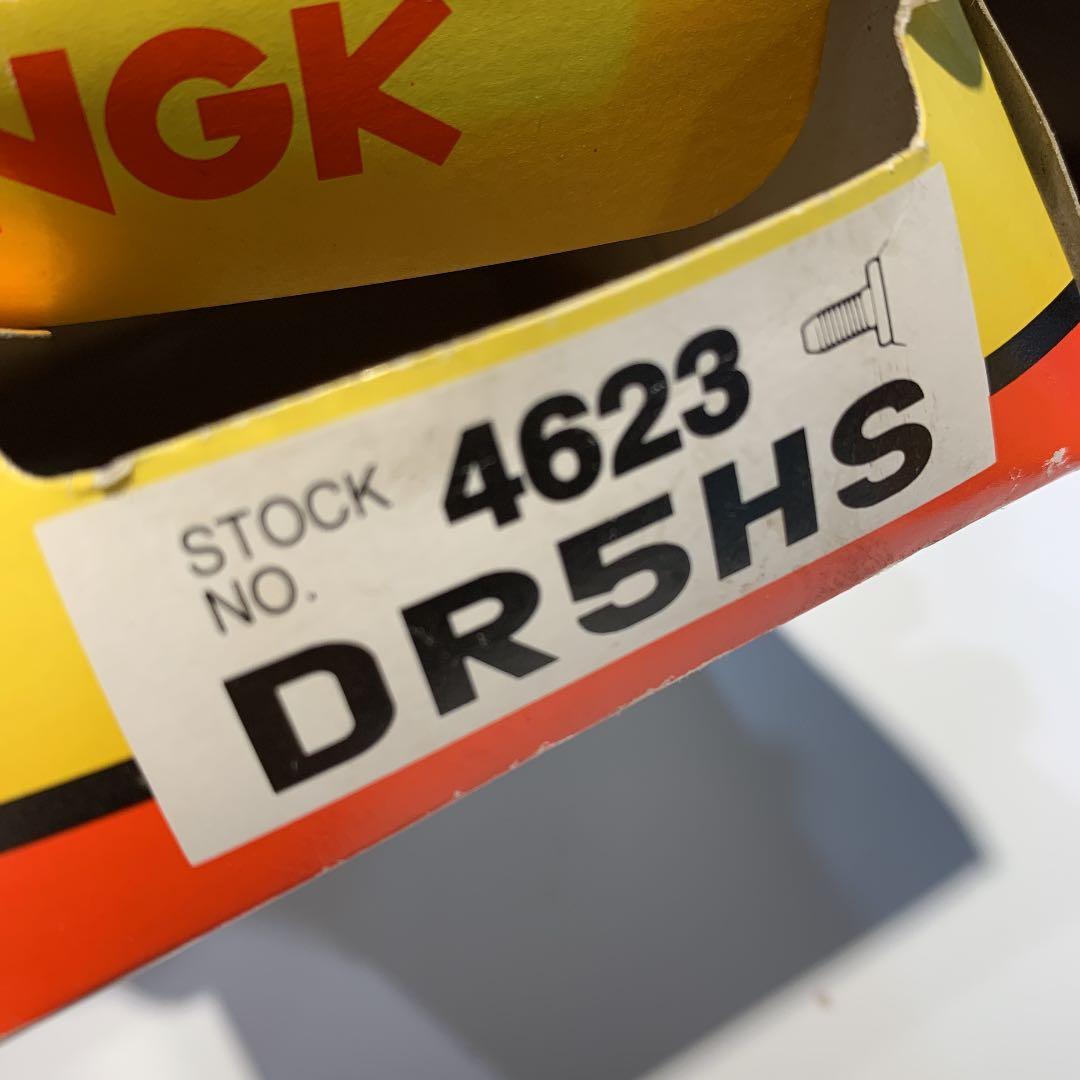 NGK
STOCK 4623
NO.
DR5HS